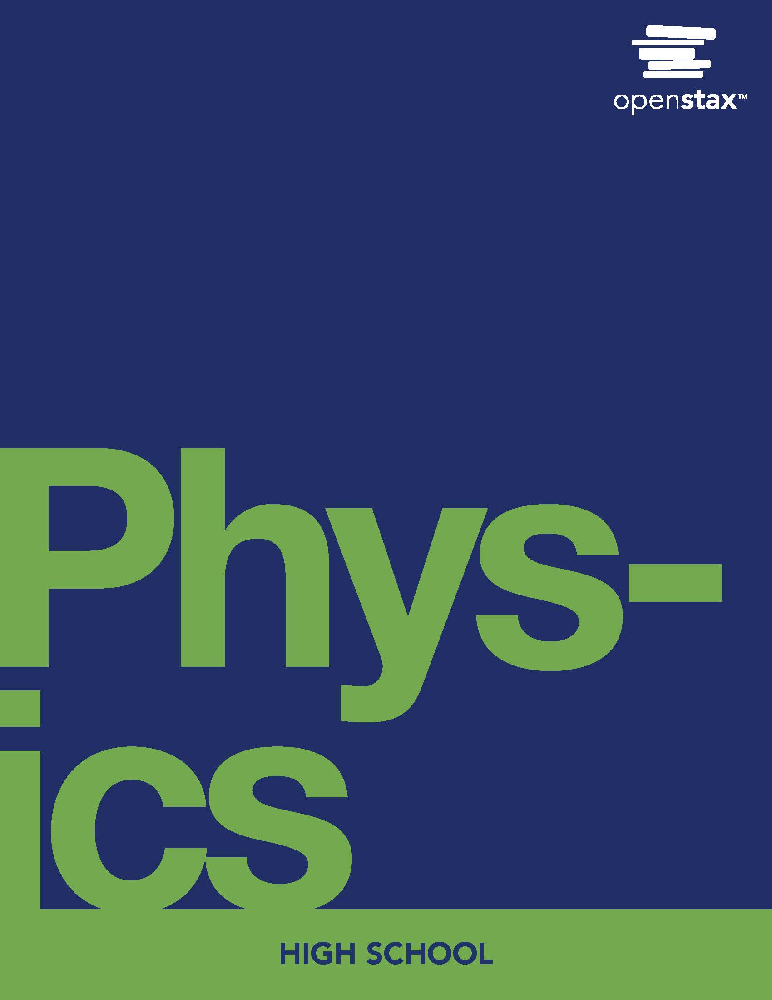 openstax™
Phys-
ics
HIGH SCHOOL